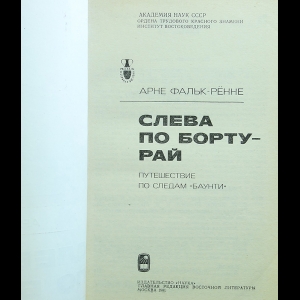 АКАДЕМИЯ НАУК СССР
ОРДЕНА ТРУДОВОГО КРАСНОГО ЗНАМЕНИ
ИНСТИТУТ ВОСТОКОВЕДЕНИЯ
АРНЕ ФАЛЬК-РЁННЕ
СЛЕВА
ПО БОРТУ-
РАЙ
ПУТЕШЕСТВИЕ
ПО СЛЕДАМ «БАУНТИ»
ИЗДАТЕЛЬСТВО «НАУКА»
ГЛАВНАЯ РЕДАКЦИЯ ВОСТОЧНОЙ ЛИТЕРАТУРЫ
МОСКВА